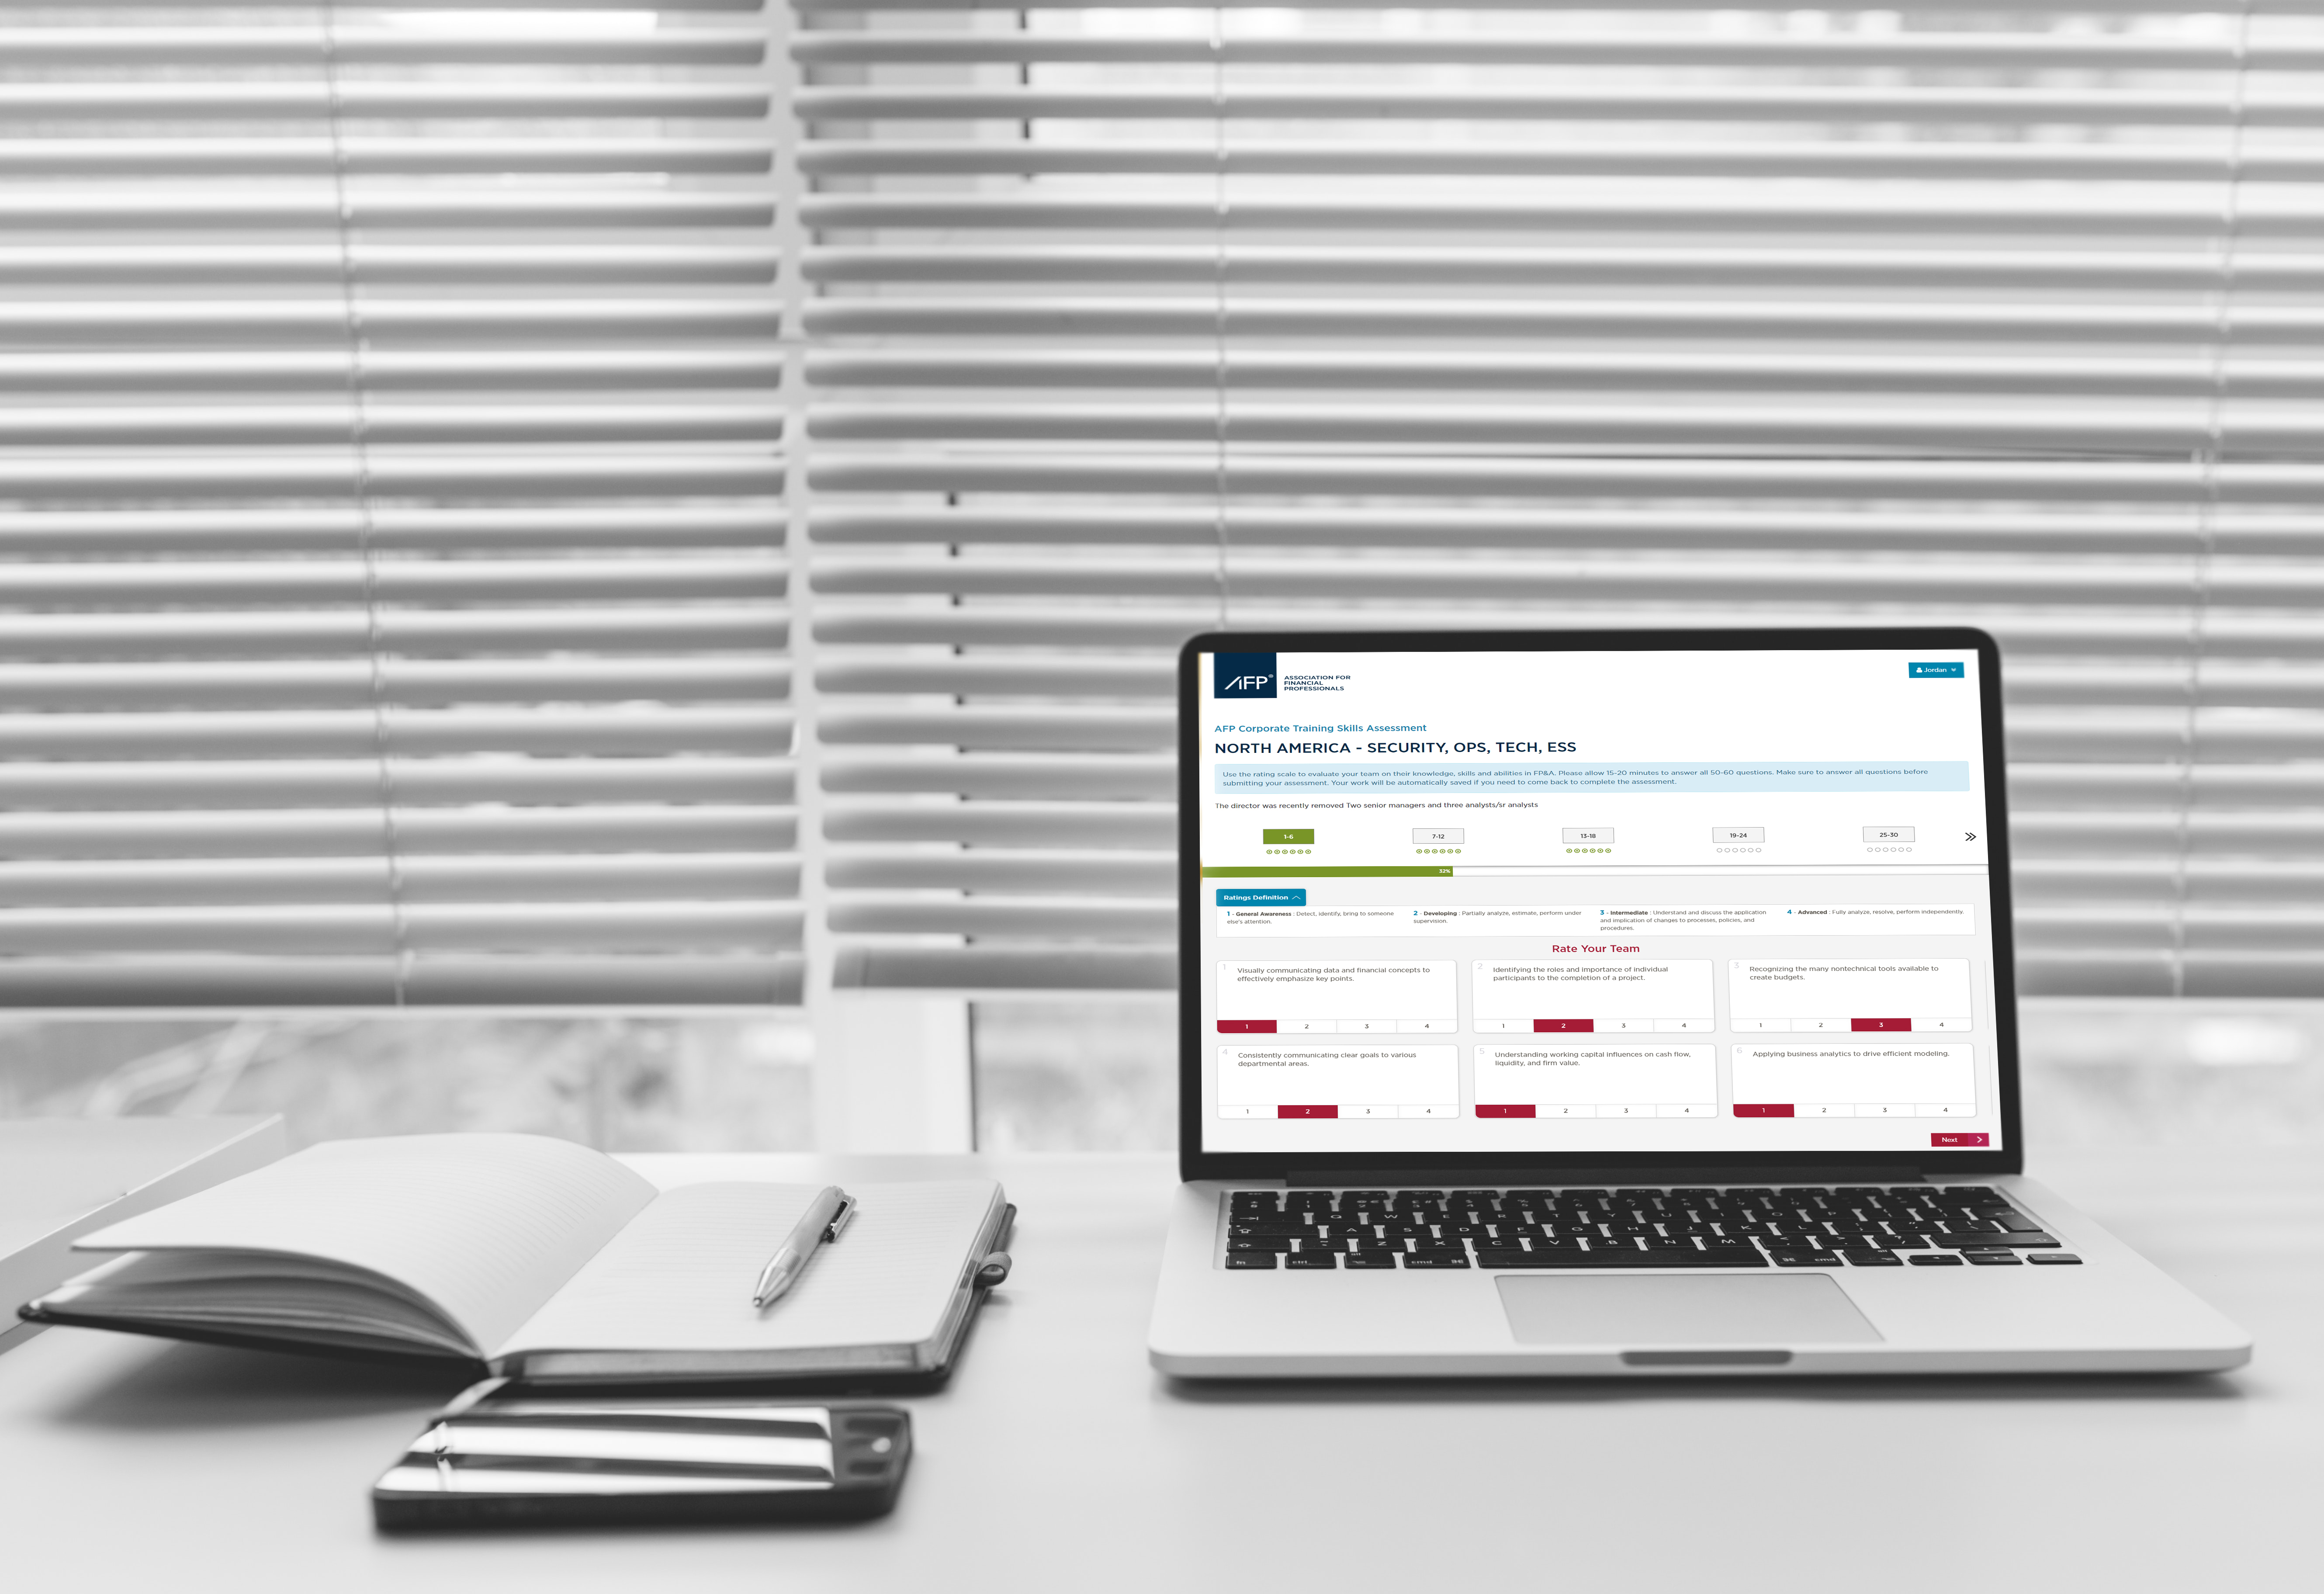 AFP®
ASSOCIATION FOR
FINANCIAL
PROFESSIONALS
Jordan
AFP Corporate Training Skills Assessment
NORTH AMERICA - SECURITY, OPS, TECH, ESS
Use the rating scale to evaluate your team on their knowledge, skills and abilities in FP&A. Please allow 15-20 minutes to answer all 50-60 questions. Make sure to answer all questions before
submitting your assessment. Your work will be automatically saved if you need to come back to complete the assessment.
The director was recently removed Two senior managers and three analysts/sr analysts
1-6 7-12 13-18 19-24 25-30
32%
Ratings Definition
1 - General Awareness : Detect, identify, bring to someone
else's attention.
2 - Developing : Partially analyze, estimate, perform under
supervision.
3 - Intermediate : Understand and discuss the application
and implication of changes to processes, policies, and
procedures.
4 - Advanced : Fully analyze, resolve, perform independently.
Rate Your Team
1 Visually communicating data and financial concepts to
effectively emphasize key points.
1 2 3 4
2 Identifying the roles and importance of individual
participants to the completion of a project.
1 2 3 4
3 Recognizing the many nontechnical tools available to
create budgets.
1 2 3 4
4 Consistently communicating clear goals to various
departmental areas.
1 2 3 4
5 Understanding working capital influences on cash flow,
liquidity, and firm value.
1 2 3 4
6 Applying business analytics to drive efficient modeling.
1 2 3 4
Next
Q W E R T Y U I O P
A S D F G H J K L
Z X C V B N M
fn ctrl cmd cmd